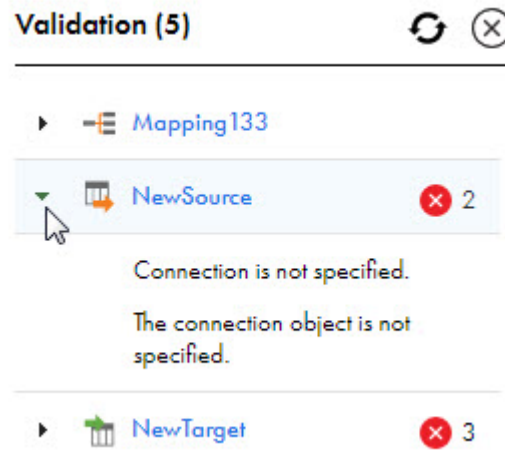 Validation (5)
Mapping133
NewSource 2
Connection is not specified.
The connection object is not
specified.
NewTarget 3